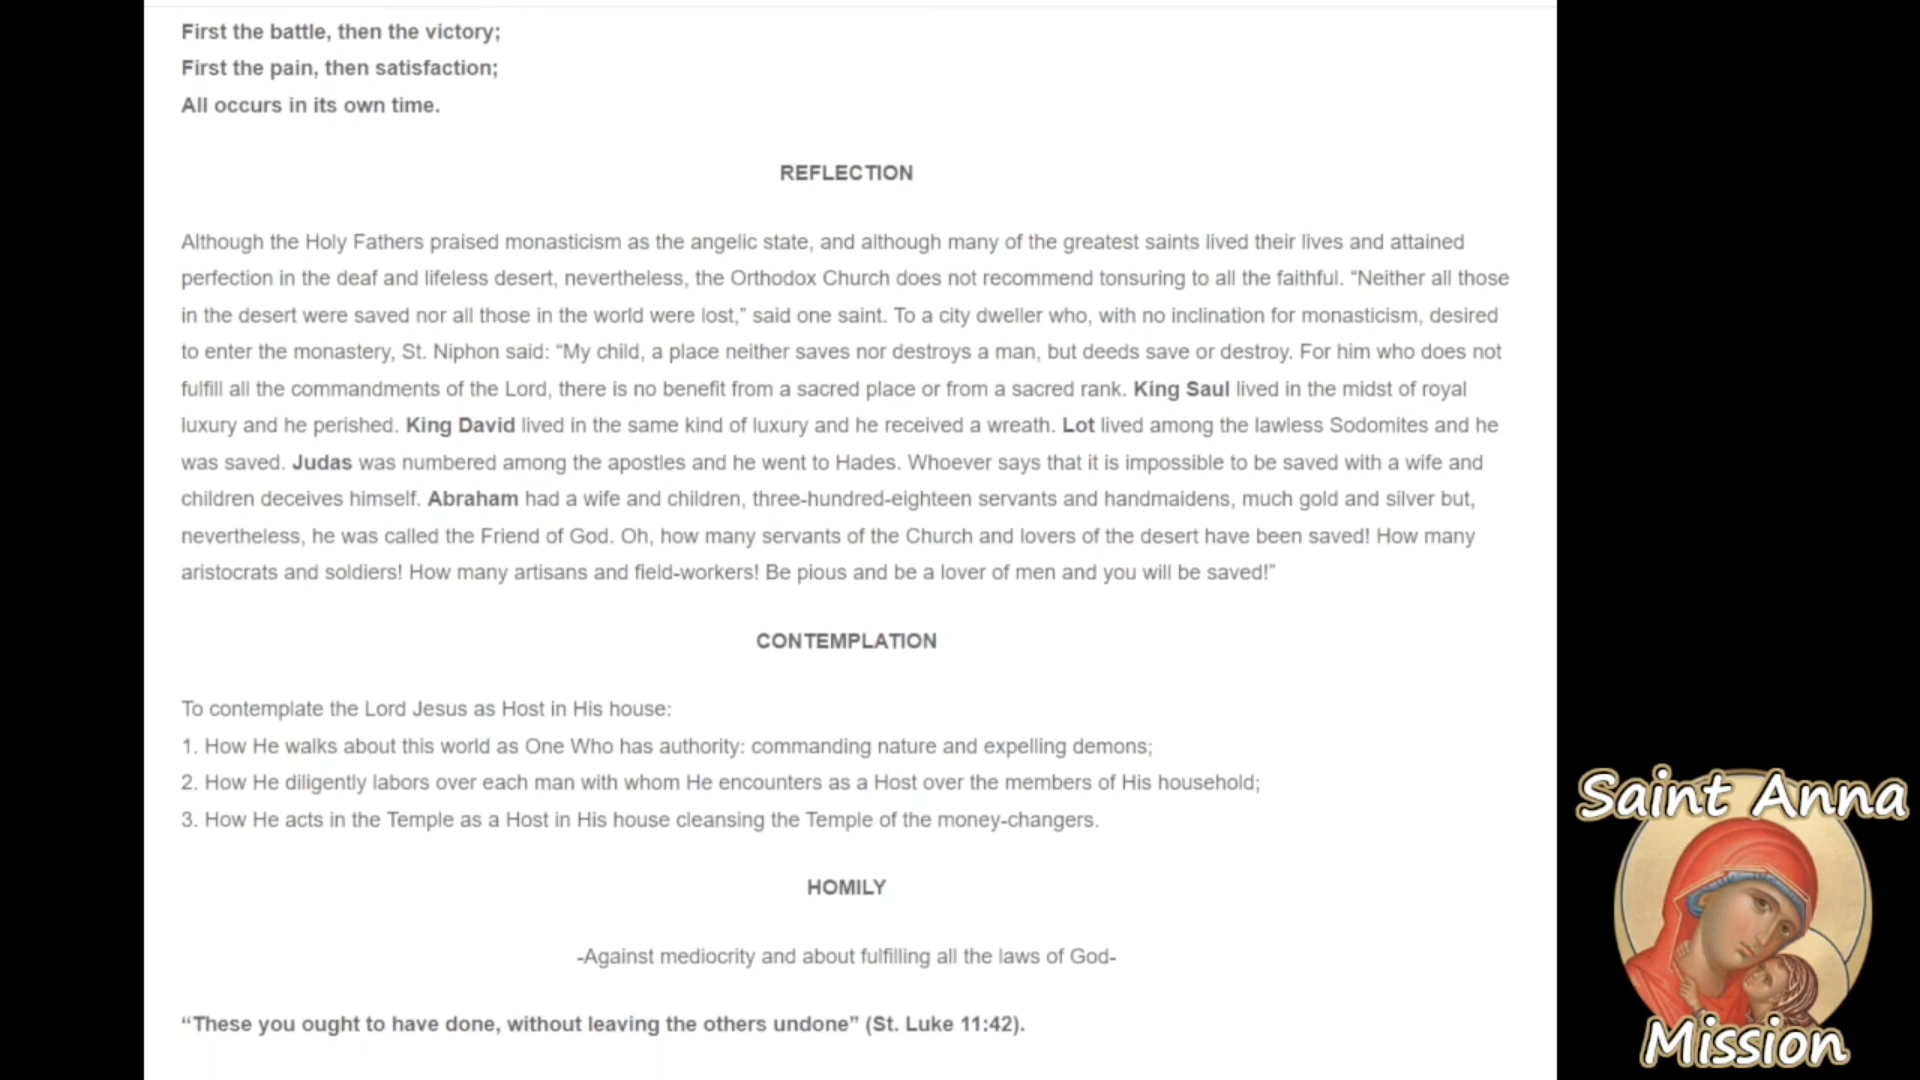 First the battle, then the victory;
First the pain, then satisfaction;
All occurs in its own time.
REFLECTION
Although the Holy Fathers praised monasticism as the angelic state, and although many of the greatest saints lived their lives and attained
perfection in the deaf and lifeless desert, nevertheless, the Orthodox Church does not recommend tonsuring to all the faithful. “Neither all those
in the desert were saved nor all those in the world were lost,” said one saint. To a city dweller who, with no inclination for monasticism, desired
to enter the monastery, St. Niphon said: “My child, a place neither saves nor destroys a man, but deeds save or destroy. For him who does not
fulfill all the commandments of the Lord, there is no benefit from a sacred place or from a sacred rank. King Saul lived in the midst of royal
luxury and he perished. King David lived in the same kind of luxury and he received a wreath. Lot lived among the lawless Sodomites and he
was saved. Judas was numbered among the apostles and he went to Hades. Whoever says that it is impossible to be saved with a wife and
children deceives himself. Abraham had a wife and children, three-hundred-eighteen servants and handmaidens, much gold and silver but,
nevertheless, he was called the Friend of God. Oh, how many servants of the Church and lovers of the desert have been saved! How many
aristocrats and soldiers! How many artisans and field-workers! Be pious and be a lover of men and you will be saved!”
CONTEMPLATION
To contemplate the Lord Jesus as Host in His house:
1. How He walks about this world as One Who has authority: commanding nature and expelling demons;
2. How He diligently labors over each man with whom He encounters as a Host over the members of His household;
3. How He acts in the Temple as a Host in His house cleansing the Temple of the money-changers.
HOMILY
-Against mediocrity and about fulfilling all the laws of God-
“These you ought to have done, without leaving the others undone” (St. Luke 11:42).
Saint Anna
Mission